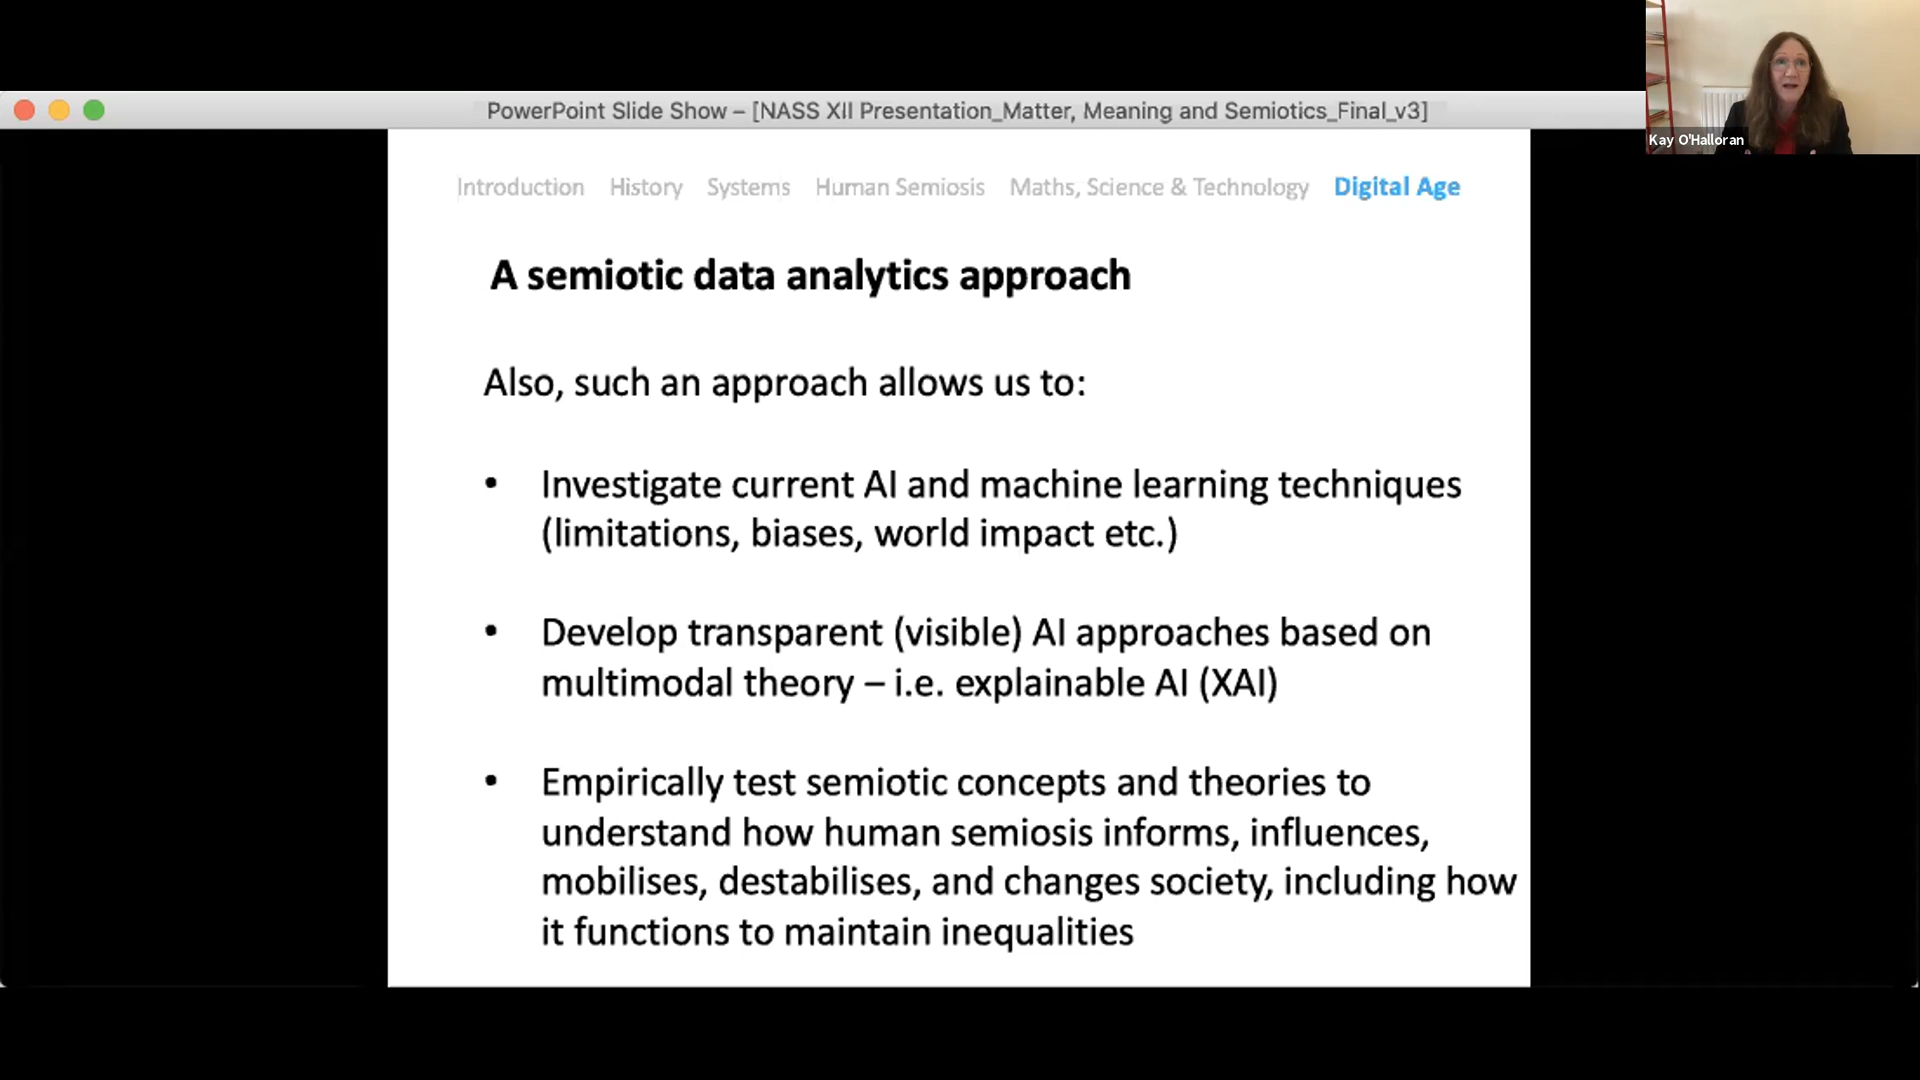 PowerPoint Slide Show – [NASS XII Presentation_Matter, Meaning and Semiotics_Final_v3]
Kay O'Halloran
Introduction History Systems Human Semiosis Maths, Science & Technology Digital Age
A semiotic data analytics approach
Also, such an approach allows us to:
• Investigate current AI and machine learning techniques
(limitations, biases, world impact etc.)
• Develop transparent (visible) AI approaches based on
multimodal theory – i.e. explainable AI (XAI)
• Empirically test semiotic concepts and theories to
understand how human semiosis informs, influences,
mobilises, destabilises, and changes society, including how
it functions to maintain inequalities